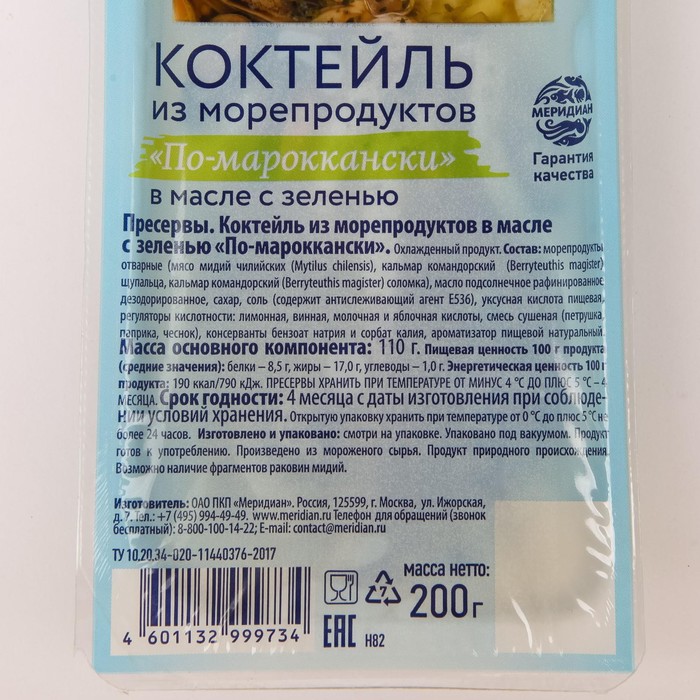 КОКТЕЙЛЬ
ИЗ МОРЕПРОДУКТОВ
«По-мароккански»
В МАСЛЕ С ЗЕЛЕНЬЮ
МЕРИДИАН
Гарантия
качества
Пресервы. Коктейль из морепродуктов в масле
с зеленью «По-мароккански». Охлажденный продукт. Состав: морепродукты
отварные (мясо мидий чилийских (Mytilus chilensis), кальмар командорский (Berryteuthis magister)
щупальца, кальмар командорский (Berryteuthis magister) соломка), масло подсолнечное рафинированное
дезодорированное, сахар, соль (содержит антислеживающий агент Е536), уксусная кислота пищевая,
регуляторы кислотности: лимонная, винная, молочная и яблочная кислоты, смесь сушеная (петрушка,
паприка, чеснок), консерванты бензоат натрия и сорбат калия, ароматизатор пищевой натуральный.
Масса основного компонента: 110 г. Пищевая ценность 100 г продукта
(средние значения): белки – 8,5 г, жиры – 17,0 г, углеводы – 1,0 г. Энергетическая ценность 100 г
продукта: 190 ккал/790 кДж. ПРЕСЕРВЫ ХРАНИТЬ ПРИ ТЕМПЕРАТУРЕ ОТ МИНУС 4 °С ДО ПЛЮС 5 °С – 4
МЕСЯЦА. Срок годности: 4 месяца с даты изготовления при соблюде-
нии условий хранения. Открытую упаковку хранить при температуре от 0 °С до плюс 5 °С не
более 24 часов. Изготовлено и упаковано: смотри на упаковке. Упаковано под вакуумом. Продукт
готов к употреблению. Произведено из мороженого сырья. Продукт природного происхождения.
Возможно наличие фрагментов раковин мидий.
Изготовитель: ОАО ПКП «Меридиан». Россия, 125599, г. Москва, ул. Ижорская,
д. 7. Тел.: +7 (495) 994-49-49. www.meridian.ru Телефон для обращений (звонок
бесплатный): 8-800-100-14-22; E-mail: contact@meridian.ru
ТУ 10.20.34-020-11440376-2017
4 601132 999734
7
ЕАС
Н82
масса нетто:
200 г